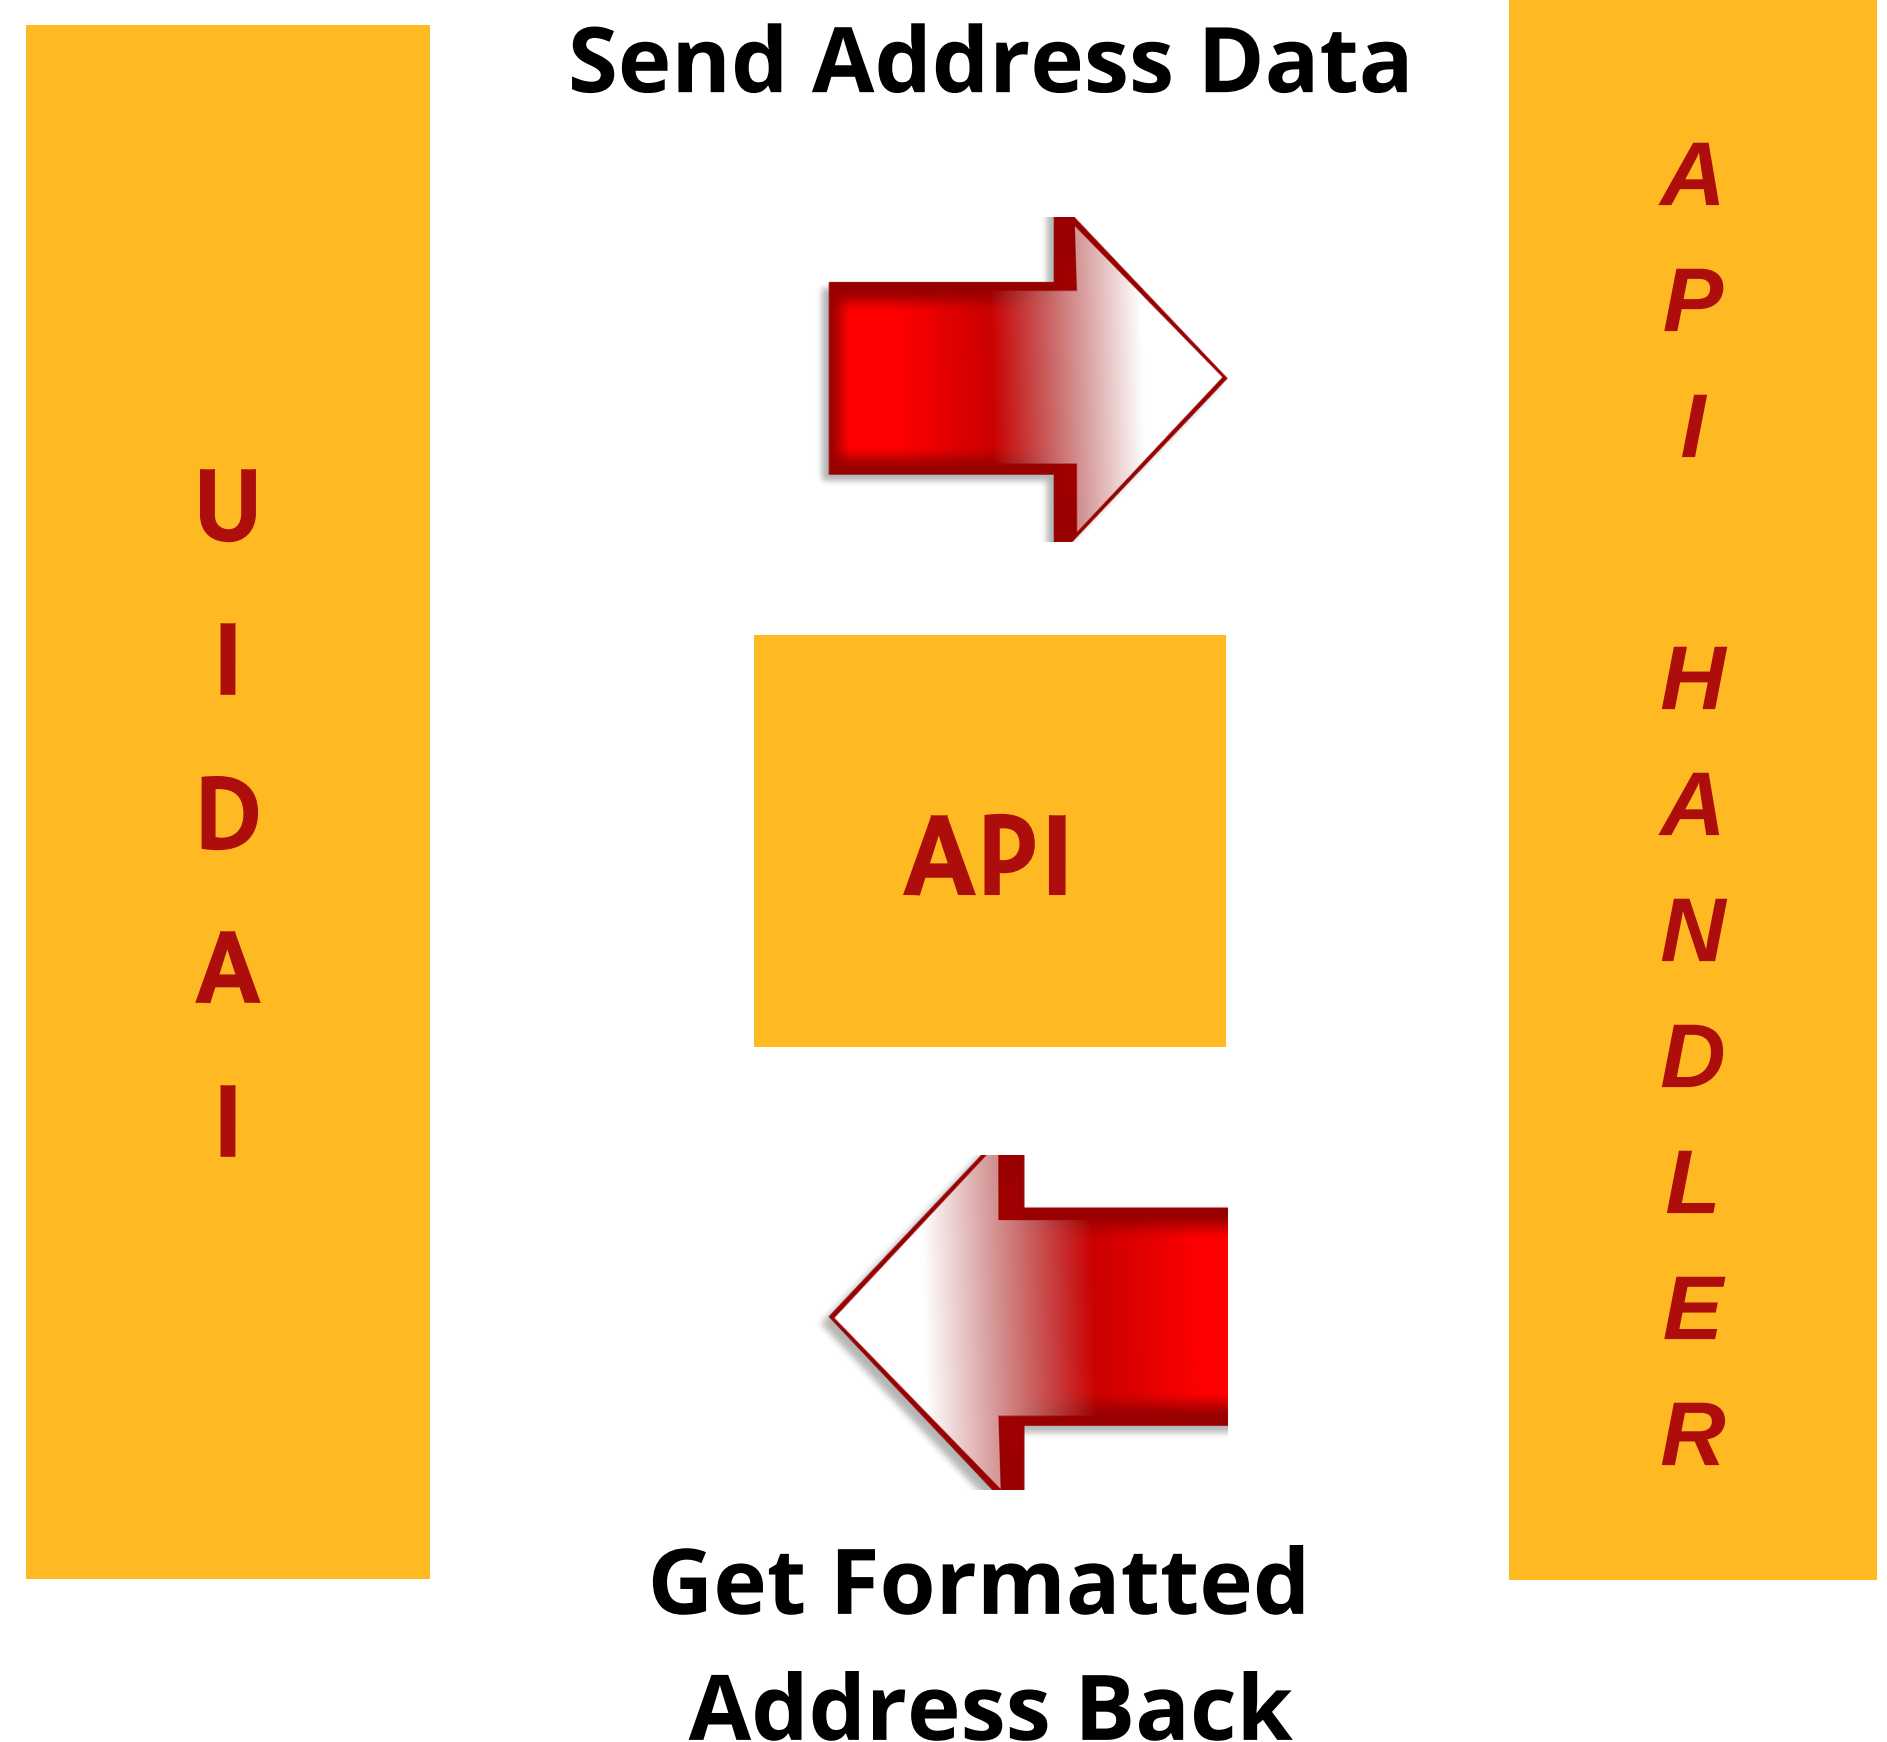 Send Address Data
U
I
D
A
I
API
A
P
I
H
A
N
D
L
E
R
Get Formatted
Address Back